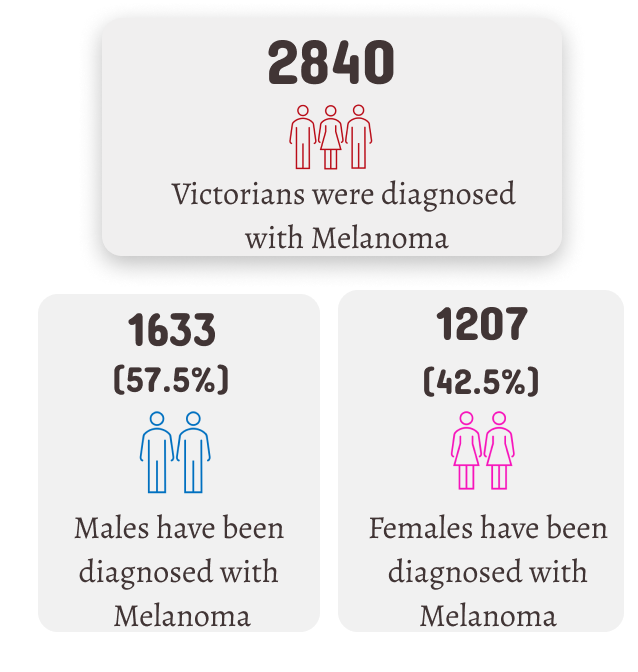 2840
Victorians were diagnosed
with Melanoma
1633
(57.5%)
Males have been
diagnosed with
Melanoma
1207
(42.5%)
Females have been
diagnosed with
Melanoma